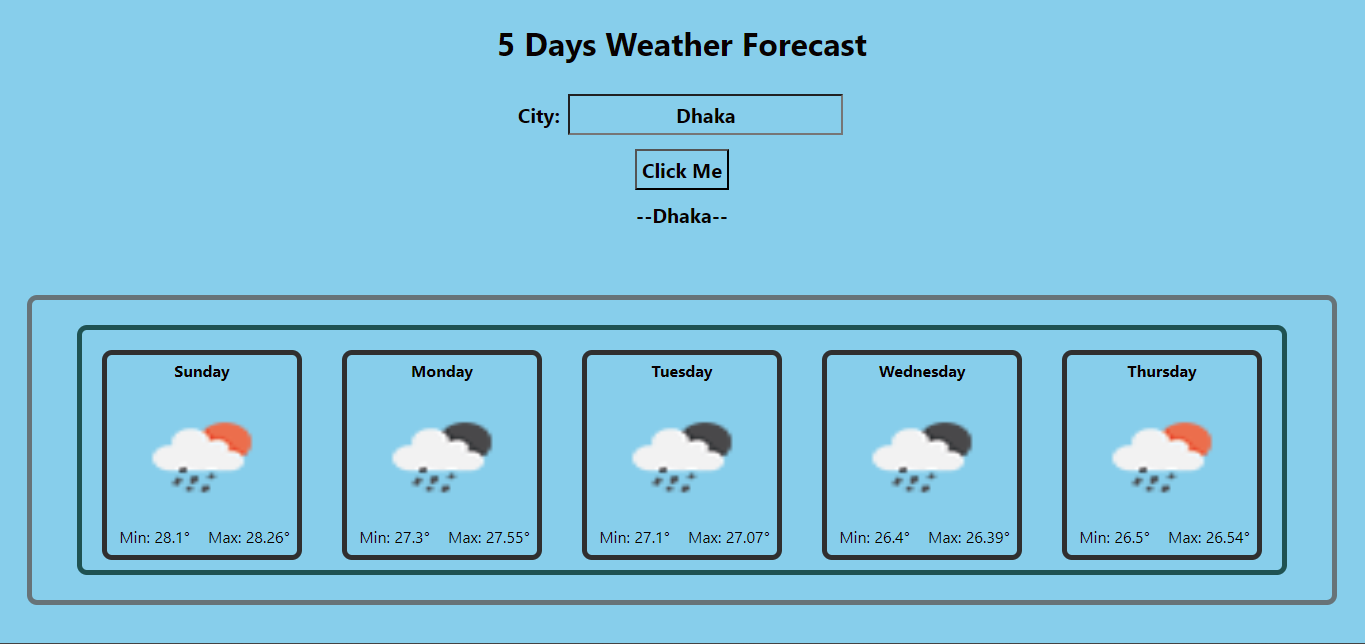 5 Days Weather Forecast
City: Dhaka
Click Me
--Dhaka--
Sunday Monday Tuesday Wednesday Thursday
Min: 28.1° Max: 28.26° Min: 27.3° Max: 27.55° Min: 27.1° Max: 27.07° Min: 26.4° Max: 26.39° Min: 26.5° Max: 26.54°